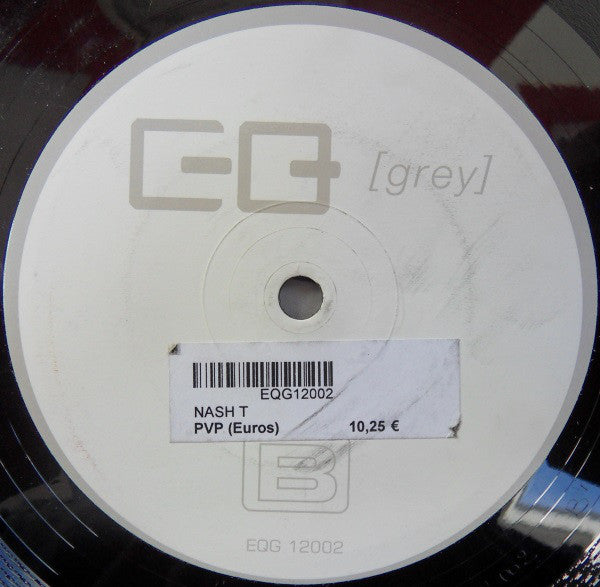 EQ [grey]
EQG12002
NASH T
PVP (Euros) 10,25 €
B
EQG 12002